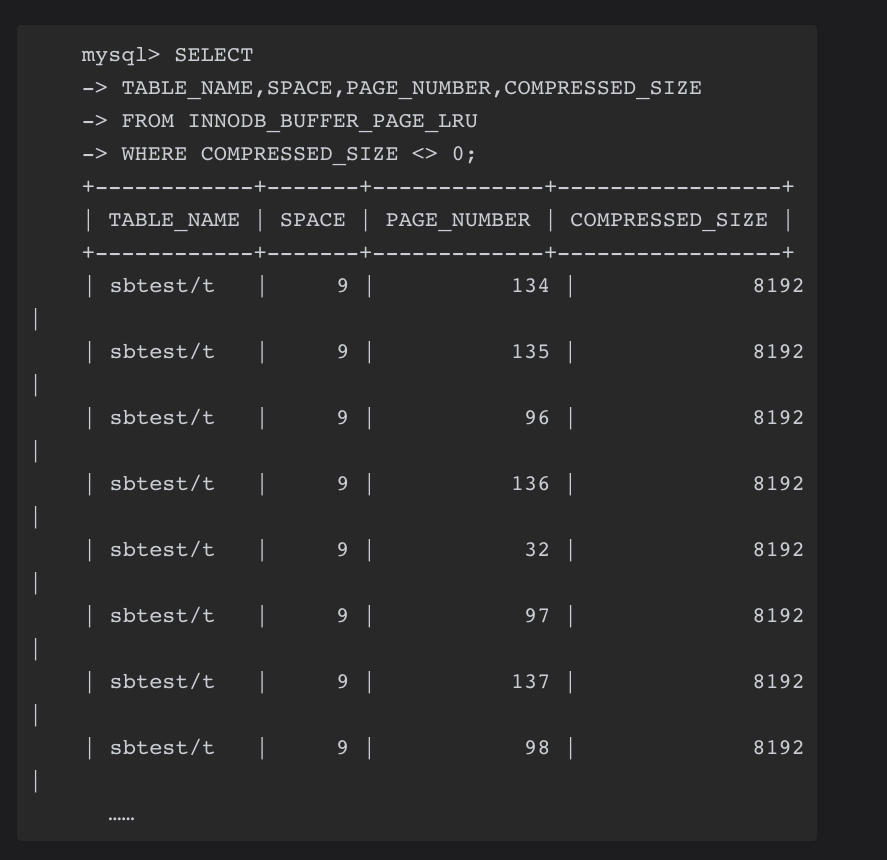 mysql> SELECT
-> TABLE_NAME,SPACE,PAGE_NUMBER,COMPRESSED_SIZE
-> FROM INNODB_BUFFER_PAGE_LRU
-> WHERE COMPRESSED_SIZE <> 0;
+------------+-------+-------------+-----------------+
| TABLE_NAME | SPACE | PAGE_NUMBER | COMPRESSED_SIZE |
+------------+-------+-------------+-----------------+
| sbtest/t   |     9 |         134 |            8192
|
| sbtest/t   |     9 |         135 |            8192
|
| sbtest/t   |     9 |          96 |            8192
|
| sbtest/t   |     9 |         136 |            8192
|
| sbtest/t   |     9 |          32 |            8192
|
| sbtest/t   |     9 |          97 |            8192
|
| sbtest/t   |     9 |         137 |            8192
|
| sbtest/t   |     9 |          98 |            8192
|
……